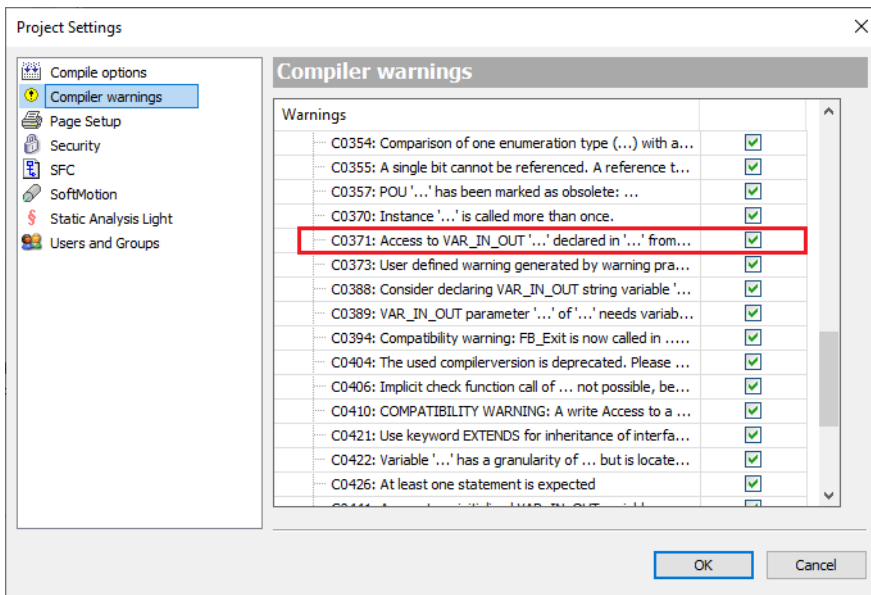 Project Settings
Compile options
Compiler warnings
Page Setup
Security
SFC
SoftMotion
Static Analysis Light
Users and Groups
Compiler warnings
Warnings
C0354: Comparison of one enumeration type (...) with a...
C0355: A single bit cannot be referenced. A reference t...
C0357: POU '...' has been marked as obsolete: ...
C0370: Instance '...' is called more than once.
C0371: Access to VAR_IN_OUT '...' declared in '...' from...
C0373: User defined warning generated by warning pra...
C0388: Consider declaring VAR_IN_OUT string variable '...
C0389: VAR_IN_OUT parameter '...' of '...' needs variab...
C0394: Compatibility warning: FB_Exit is now called in .....
C0404: The used compilerversion is deprecated. Please ...
C0406: Implicit check function call of ... not possible, be...
C0410: COMPATIBILITY WARNING: A write Access to a ...
C0421: Use keyword EXTENDS for inheritance of interfa...
C0422: Variable '...' has a granularity of ... but is locate...
C0426: At least one statement is expected
OK
Cancel